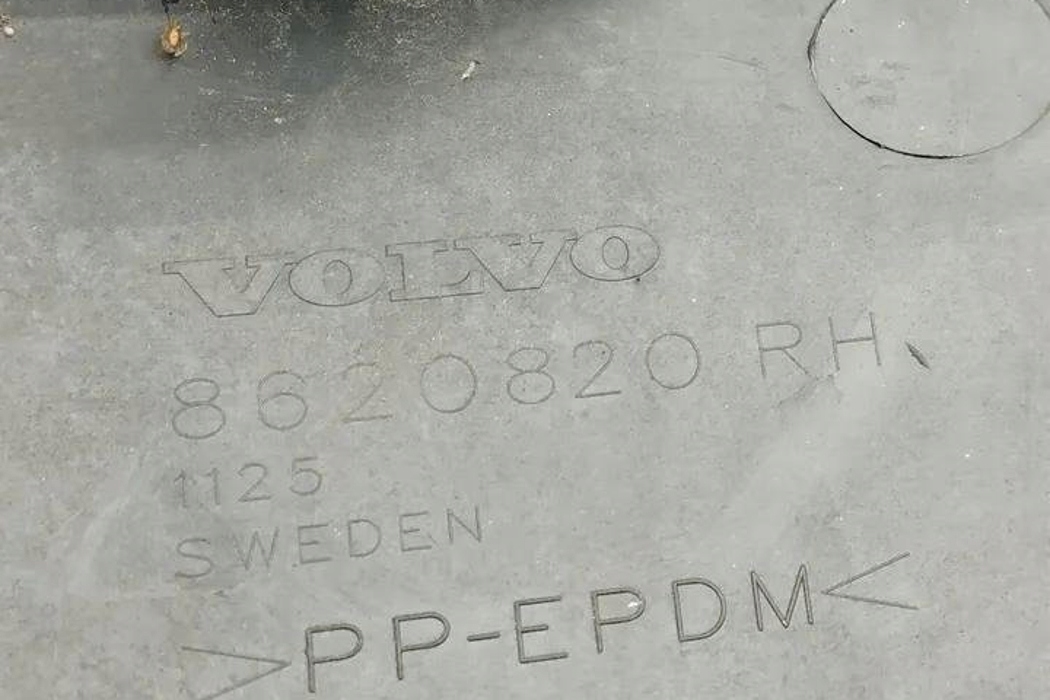 VOLVO
8620820 RH
1125
SWEDEN
>PP-EPDM<